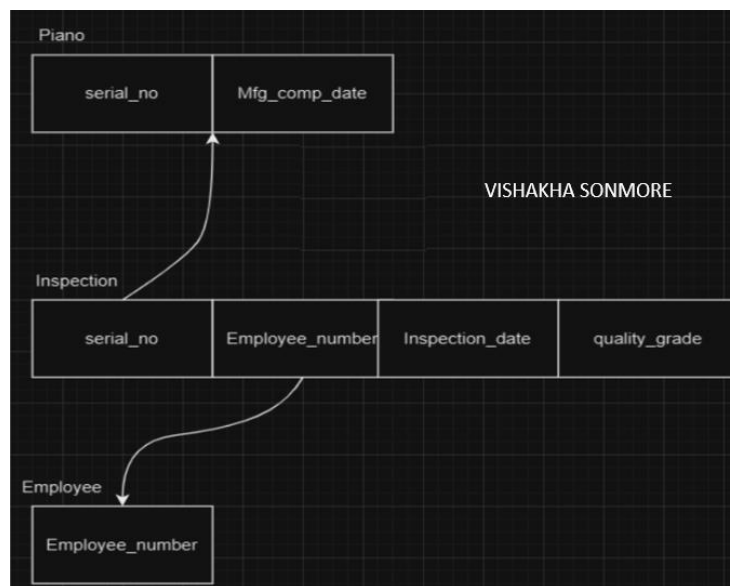 Piano
serial_no Mfg_comp_date
VISHAKHA SONMORE
Inspection
serial_no Employee_number Inspection_date quality_grade
Employee
Employee_number